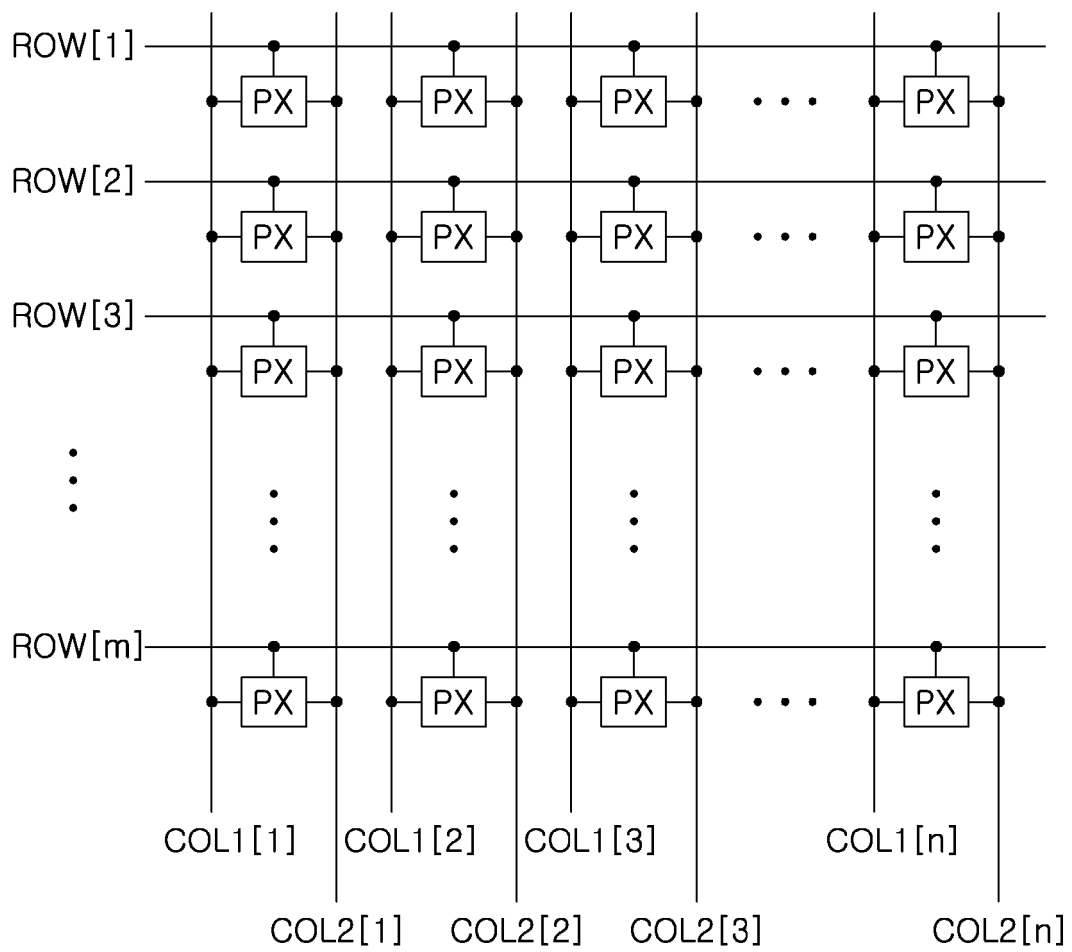 ROW[1]
PX PX PX PX
ROW[2]
PX PX PX PX
ROW[3]
PX PX PX PX
ROW[m]
PX PX PX PX
COL1[1] COL1[2] COL1[3] COL1[n]
COL2[1] COL2[2] COL2[3] COL2[n]